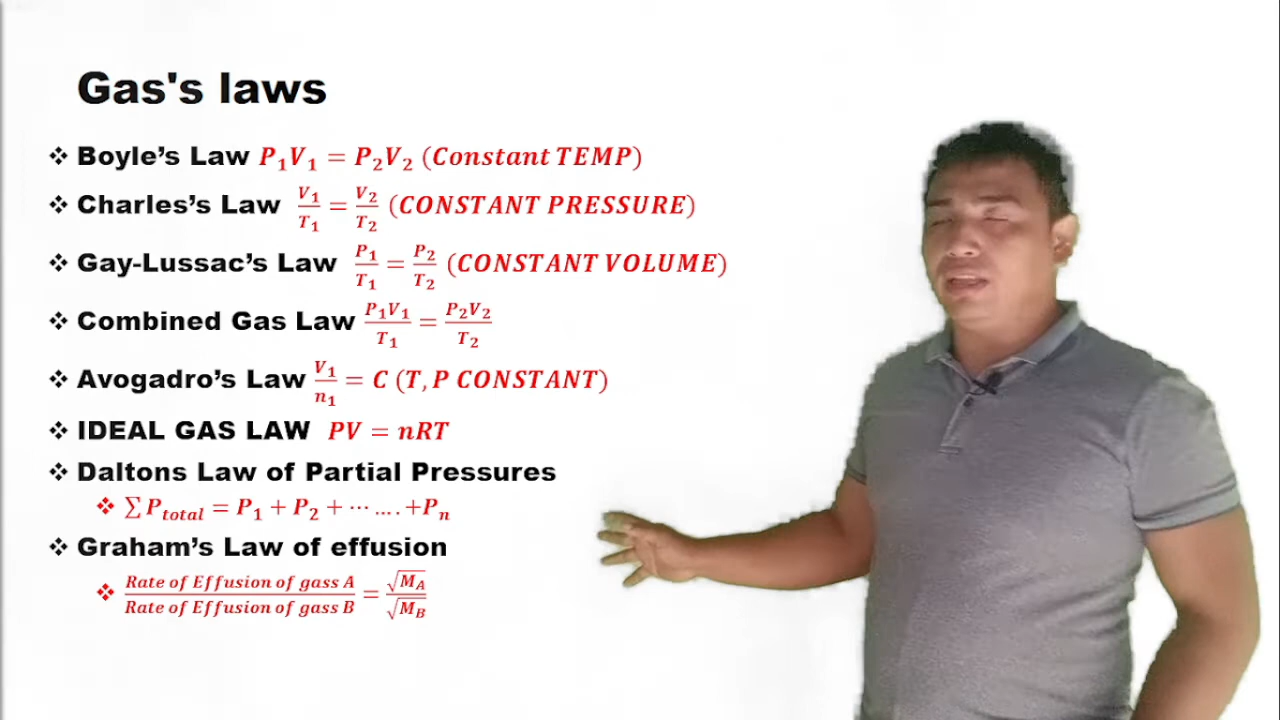 Gas's laws
❖ Boyle's Law P₁V₁ = P₂V₂ (Constant TEMP)
❖ Charles's Law V₁/T₁ = V₂/T₂ (CONSTANT PRESSURE)
❖ Gay-Lussac's Law P₁/T₁ = P₂/T₂ (CONSTANT VOLUME)
❖ Combined Gas Law P₁V₁/T₁ = P₂V₂/T₂
❖ Avogadro's Law V₁/n₁ = C (T, P CONSTANT)
❖ IDEAL GAS LAW PV = nRT
❖ Daltons Law of Partial Pressures
❖ ∑ P_total = P₁ + P₂ + ⋯ …. +Pₙ
❖ Graham's Law of effusion
❖ Rate of Effusion of gass A / Rate of Effusion of gass B = √M_A / √M_B